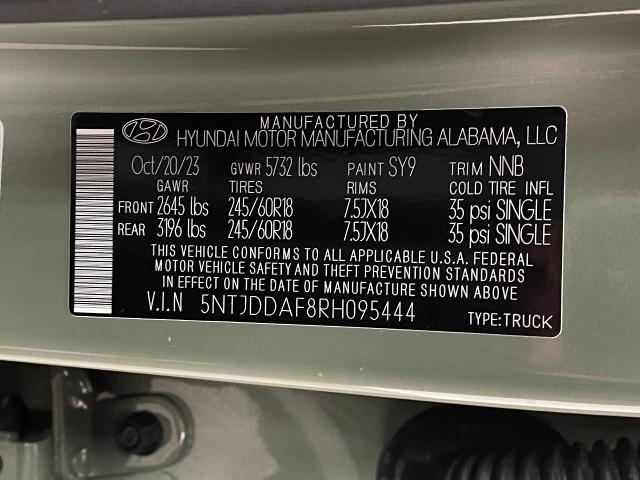 MANUFACTURED BY
HYUNDAI MOTOR MANUFACTURING ALABAMA, LLC
Oct/20/23 GVWR 5732 lbs PAINT SY9 TRIM NNB
GAWR TIRES RIMS COLD TIRE INFL
FRONT 2645 lbs 245/60R18 7.5JX18 35 psi SINGLE
REAR 3196 lbs 245/60R18 7.5JX18 35 psi SINGLE
THIS VEHICLE CONFORMS TO ALL APPLICABLE U.S.A. FEDERAL
MOTOR VEHICLE SAFETY AND THEFT PREVENTION STANDARDS
IN EFFECT ON THE DATE OF MANUFACTURE SHOWN ABOVE
V.I.N 5NTJDDAF8RH095444 TYPE:TRUCK